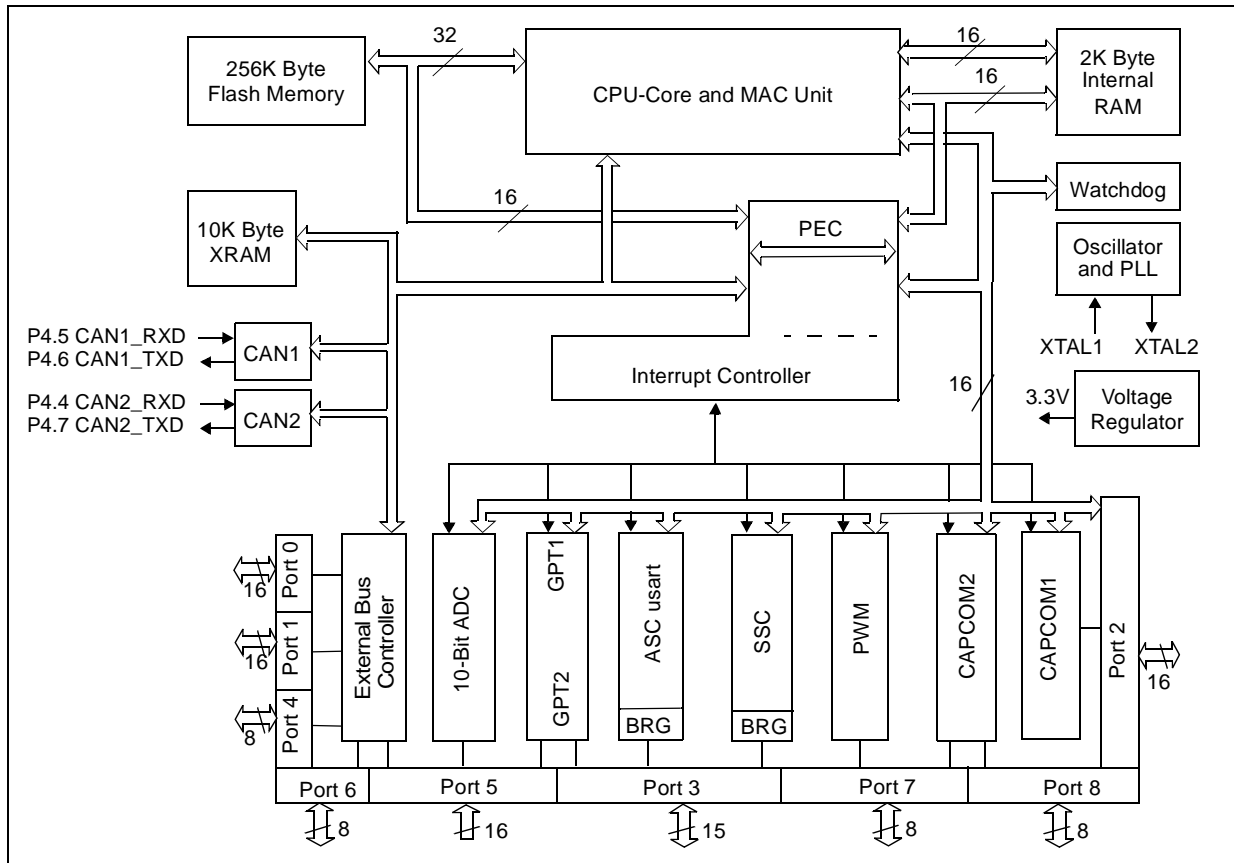 32
16
256K Byte
Flash Memory
CPU-Core and MAC Unit
2K Byte
Internal
RAM
16
16
Watchdog
10K Byte
XRAM
PEC
Oscillator
and PLL
P4.5 CAN1_RXD
P4.6 CAN1_TXD
CAN1
XTAL1
XTAL2
Interrupt Controller
16
P4.4 CAN2_RXD
P4.7 CAN2_TXD
CAN2
3.3V
Voltage
Regulator
Port 0
16
Port 1
16
Port 4
8
External Bus
Controller
10-Bit ADC
GPT1
GPT2
ASC usart
BRG
SSC
BRG
PWM
CAPCOM2
CAPCOM1
Port 2
16
Port 6
Port 5
Port 3
Port 7
Port 8
8
16
15
8
8